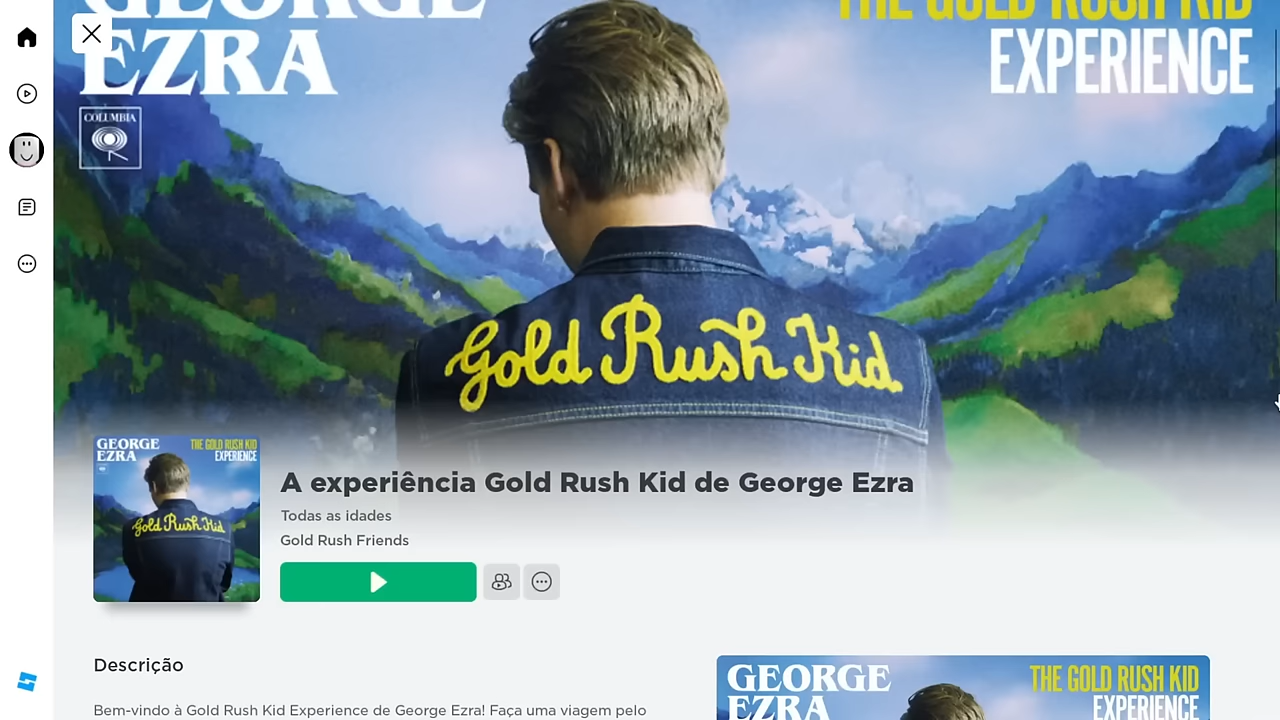 GEORGE
EZRA
THE GOLD RUSH KID
EXPERIENCE
COLUMBIA
Gold Rush Kid
GEORGE
EZRA
THE GOLD RUSH KID
EXPERIENCE
Gold Rush Kid
A experiência Gold Rush Kid de George Ezra
Todas as idades
Gold Rush Friends
Descrição
Bem-vindo à Gold Rush Kid Experience de George Ezra! Faça uma viagem pelo
GEORGE
EZRA
THE GOLD RUSH KID
EXPERIENCE